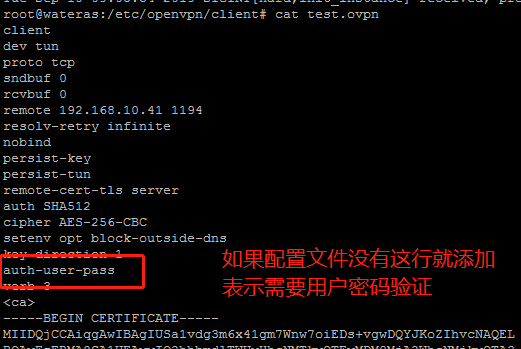 root@wateras:/etc/openvpn/client# cat test.ovpn
client
dev tun
proto tcp
sndbuf 0
rcvbuf 0
remote 192.168.10.41 1194
resolv-retry infinite
nobind
persist-key
persist-tun
remote-cert-tls server
auth SHA512
cipher AES-256-CBC
setenv opt block-outside-dns
key-direction 1
auth-user-pass
verb 3
如果配置文件没有这行就添加
表示需要用户密码验证
<ca>
-----BEGIN CERTIFICATE-----
MIIDQjCCAiqgAwIBAgIUSa1vdg3m6x41gm7Wnw7oiEDs+vgwDQYJKoZIhvcNAQEL